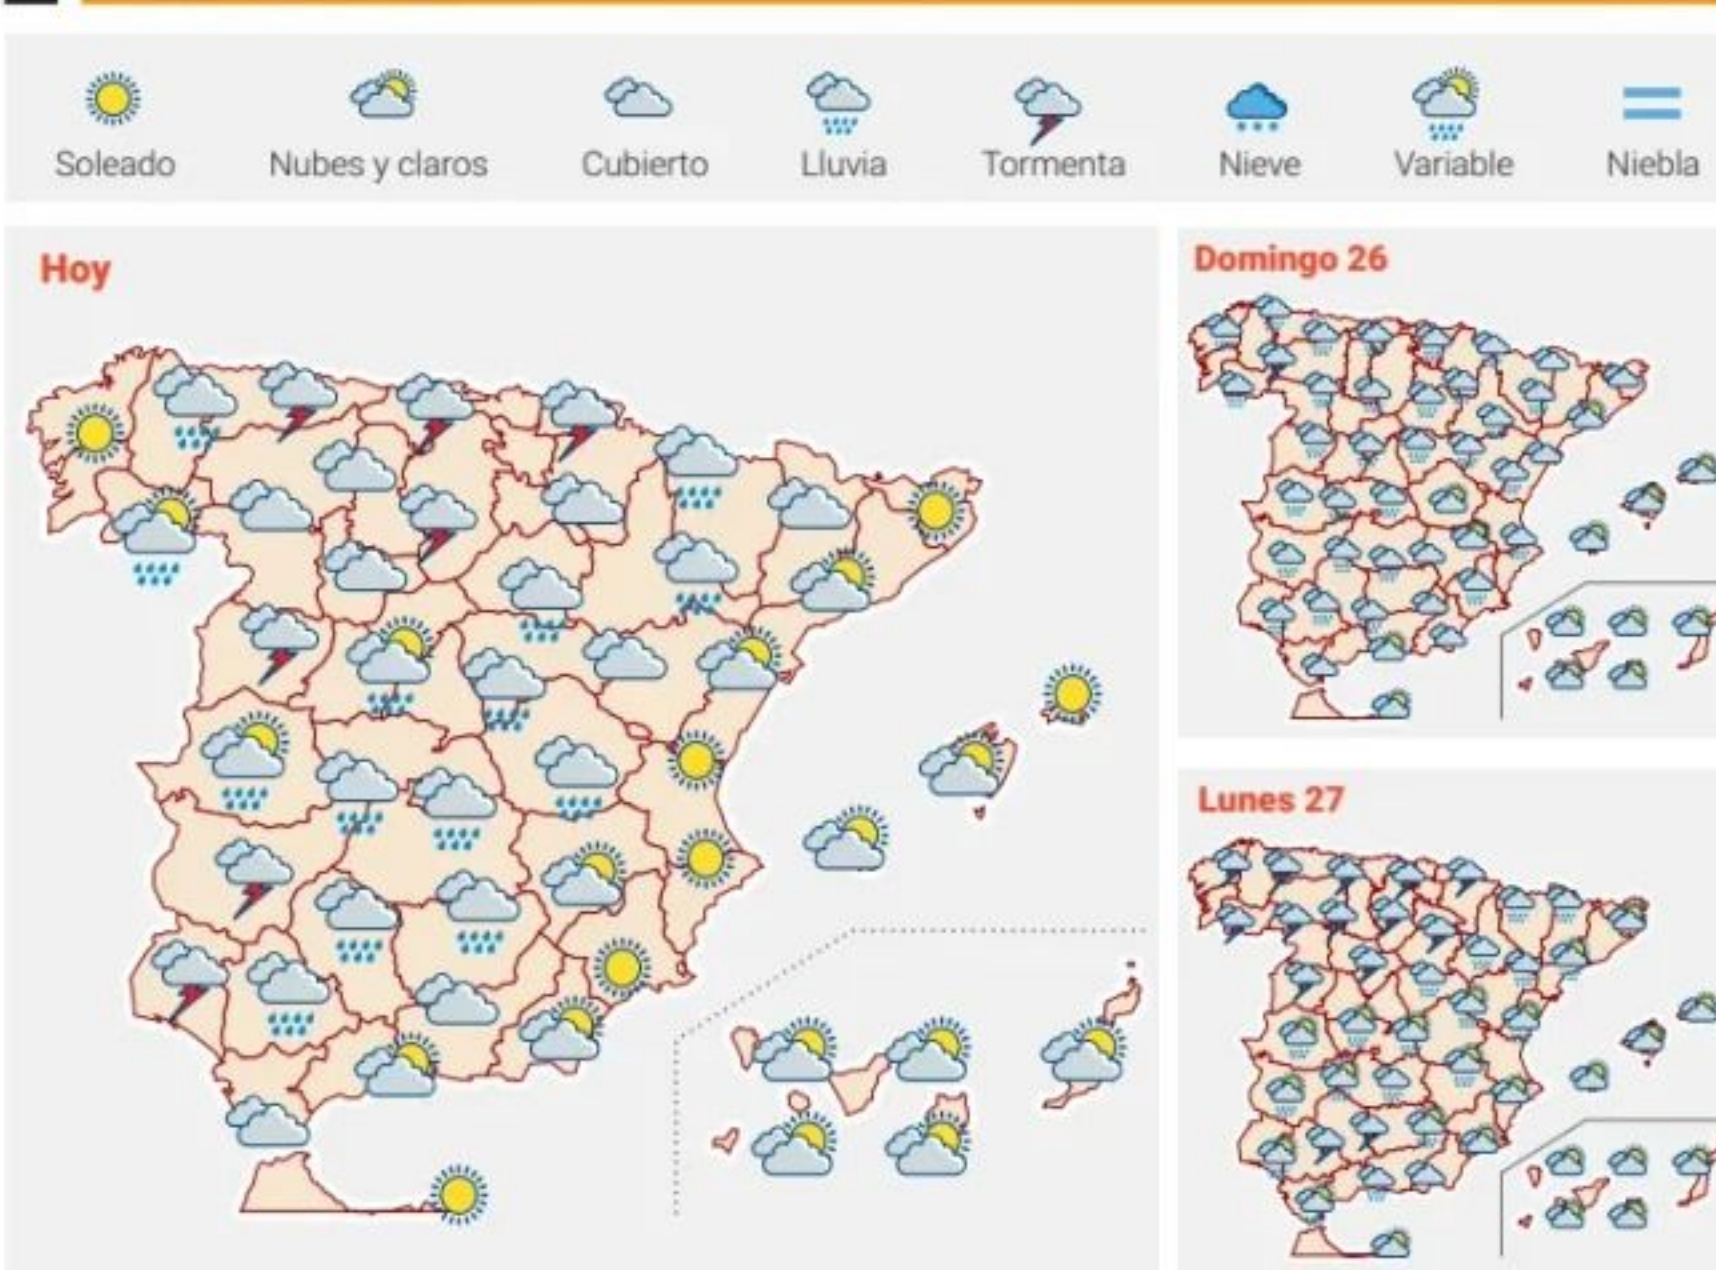 Soleado
Nubes y claros
Cubierto
Lluvia
Tormenta
Nieve
Variable
Niebla
Hoy
Domingo 26
Lunes 27